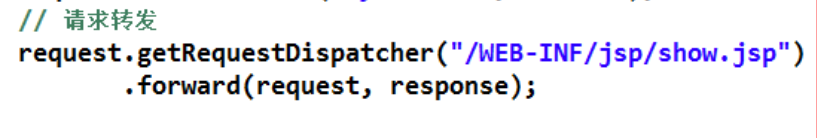 // 请求转发
request.getRequestDispatcher("/WEB-INF/jsp/show.jsp")
.forward(request, response);